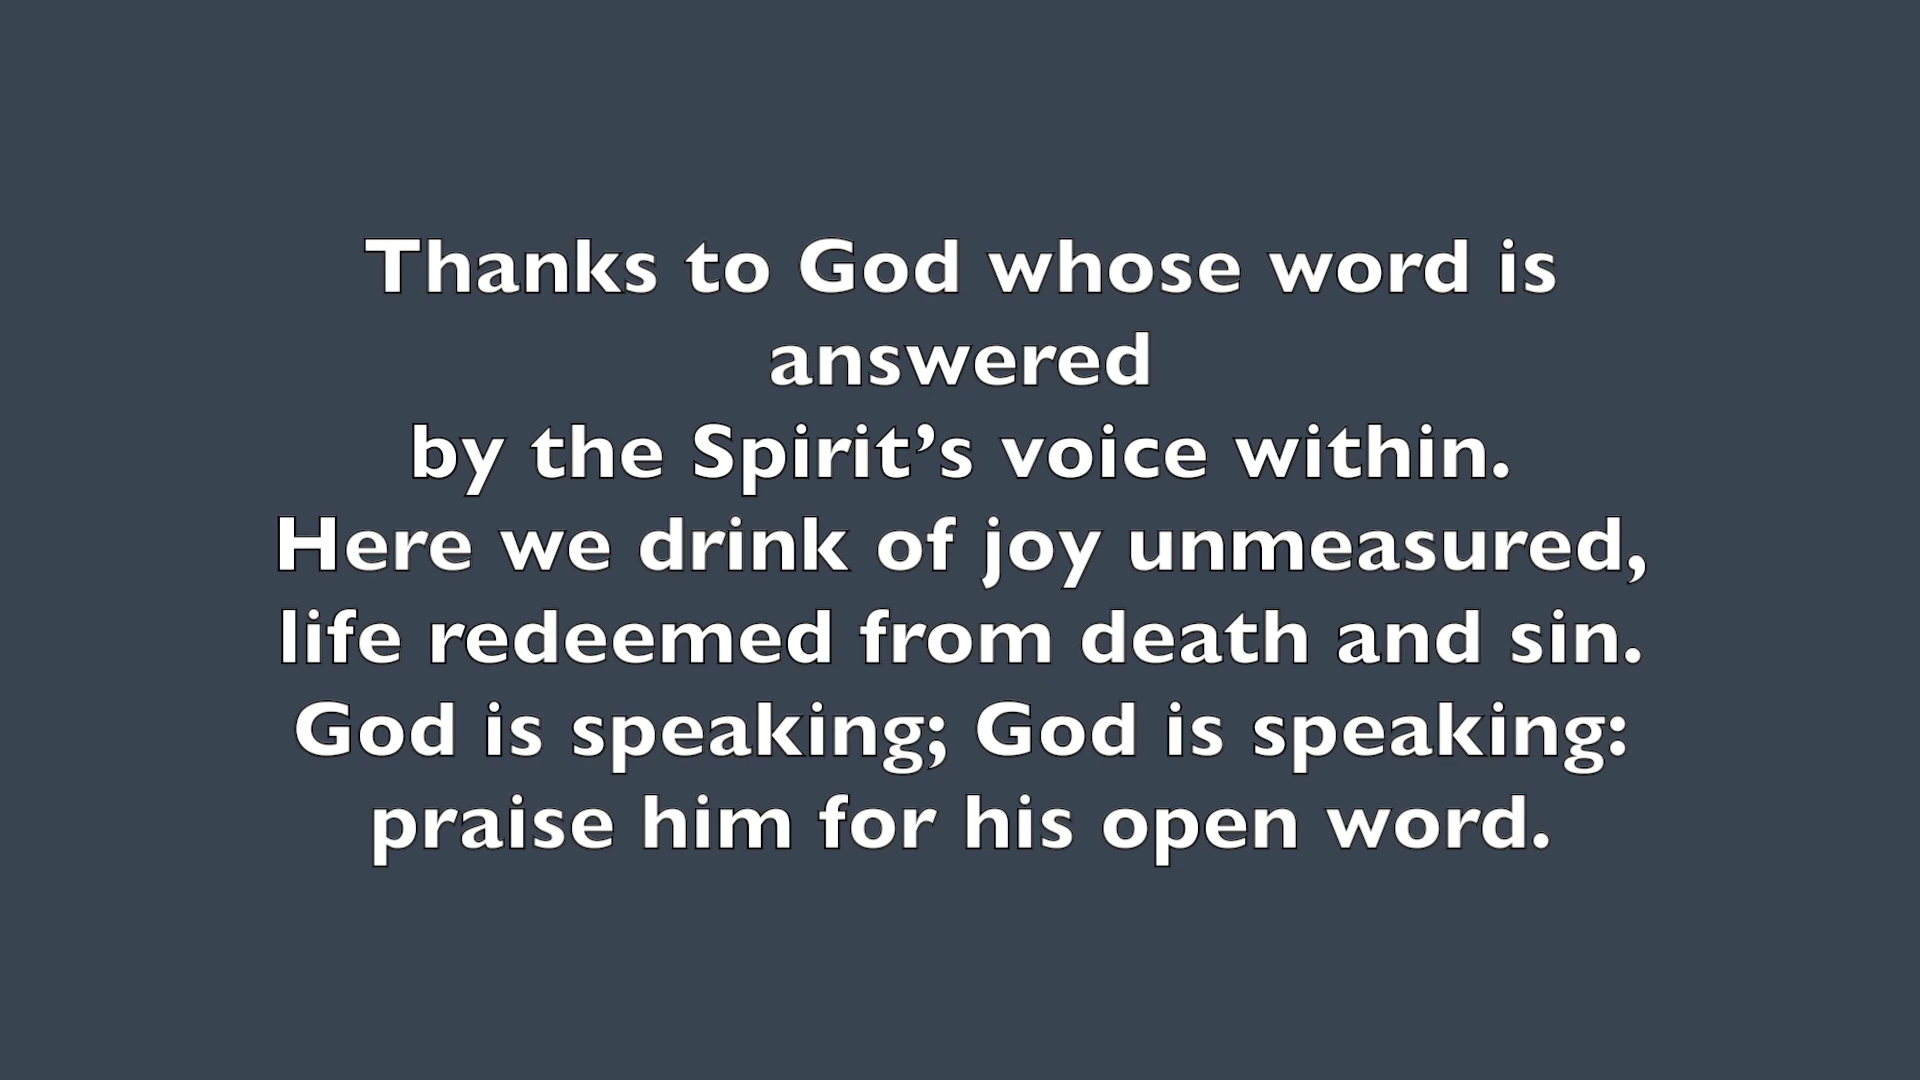 Thanks to God whose word is
answered
by the Spirit’s voice within.
Here we drink of joy unmeasured,
life redeemed from death and sin.
God is speaking; God is speaking:
praise him for his open word.